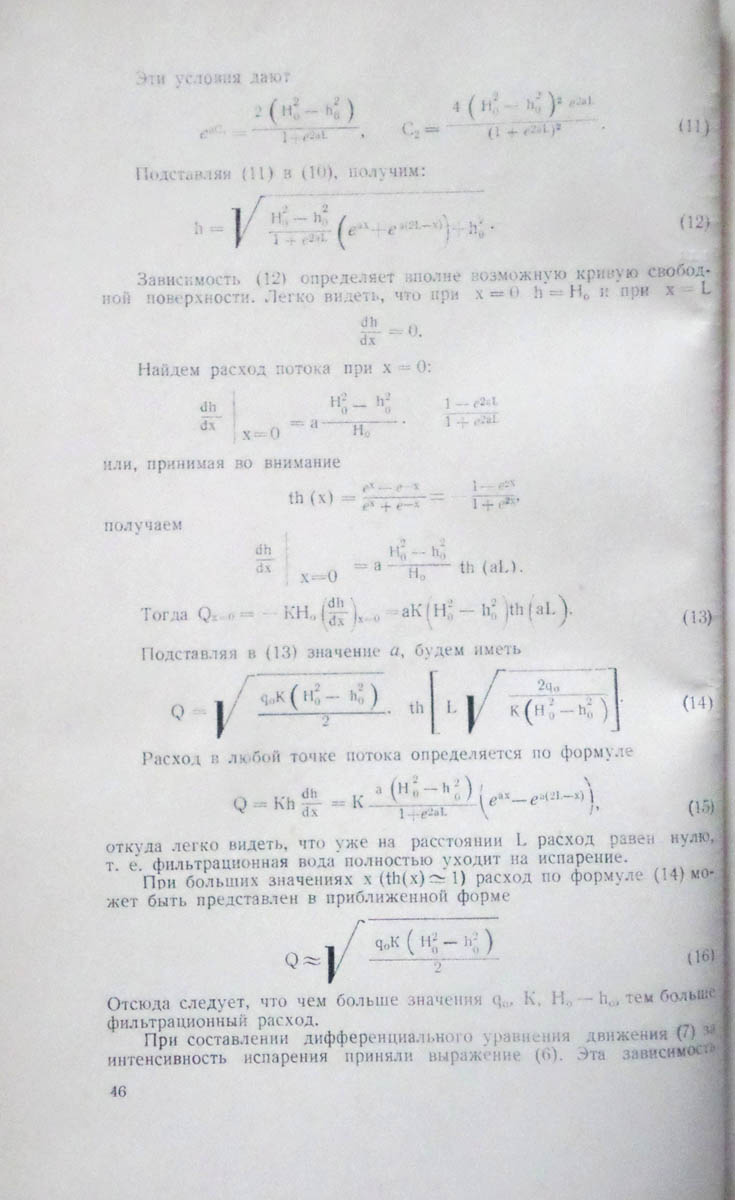 Эти условия дают
e^{aC₁} = 2 (H₀² − h₀²) / (1 + e^{2aL}), C₂ = 4 (H₀² − h₀²)² e^{2aL} / (1 + e^{2aL})². (11)
Подставляя (11) в (10), получим:
h = √( (H₀² − h₀²) / (1 + e^{2aL}) (e^{ax} + e^{a(2L−x)}) + h₀² . (12)
Зависимость (12) определяет вполне возможную кривую свобод-
ной поверхности. Легко видеть, что при x = 0 h = H₀ и при x = L
dh/dx = 0.
Найдем расход потока при x = 0:
dh/dx |x=0 = a (H₀² − h₀²) / H₀ · (1 − e^{2aL}) / (1 + e^{2aL})
или, принимая во внимание
th (x) = (eˣ − e⁻ˣ) / (eˣ + e⁻ˣ) = − (1 − e^{2x}) / (1 + e^{2x}),
получаем
dh/dx |x=0 = a (H₀² − h₀²) / H₀ th (aL).
Тогда Qx=0 = − KH₀ (dh/dx)x=0 = aK (H₀² − h₀²) th (aL). (13)
Подставляя в (13) значение a, будем иметь
Q = √( q₀K (H₀² − h₀²) / 2 ) · th [ L √( 2q₀ / K (H₀² − h₀²) ) ]. (14)
Расход в любой точке потока определяется по формуле
Q = Kh dh/dx = K a (H₀² − h₀²) / (1 + e^{2aL}) (e^{ax} − e^{a(2L−x)}), (15)
откуда легко видеть, что уже на расстоянии L расход равен нулю,
т. е. фильтрационная вода полностью уходит на испарение.
При больших значениях x (th(x) ≃ 1) расход по формуле (14) мо-
жет быть представлен в приближенной форме
Q ≈ √( q₀K (H₀² − h₀²) / 2 ) (16)
Отсюда следует, что чем больше значения q₀, K, H₀ − h₀, тем больше
фильтрационный расход.
При составлении дифференциального уравнения движения (7) за
интенсивность испарения приняли выражение (6). Эта зависимость
46